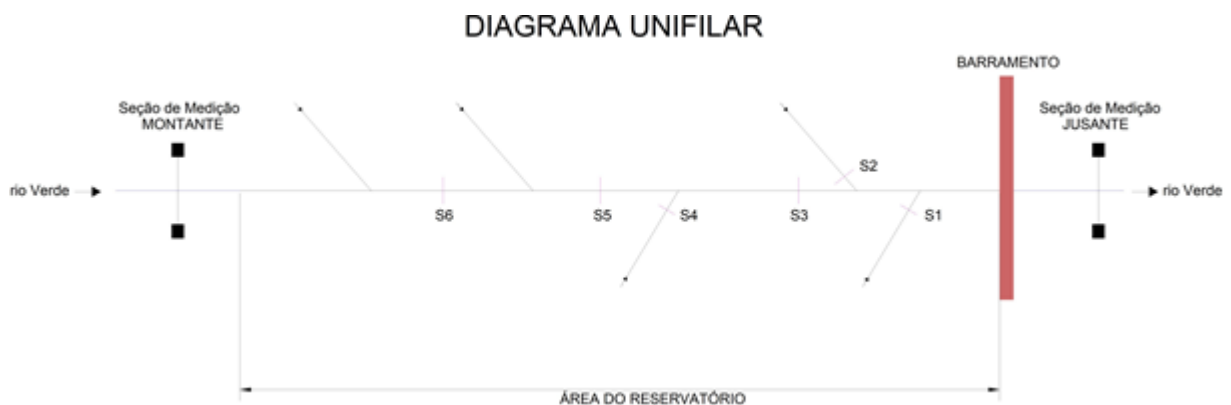 DIAGRAMA UNIFILAR
BARRAMENTO
Seção de Medição
MONTANTE
Seção de Medição
JUSANTE
S2
rio Verde
rio Verde
S6
S5
S4
S3
S1
ÁREA DO RESERVATÓRIO